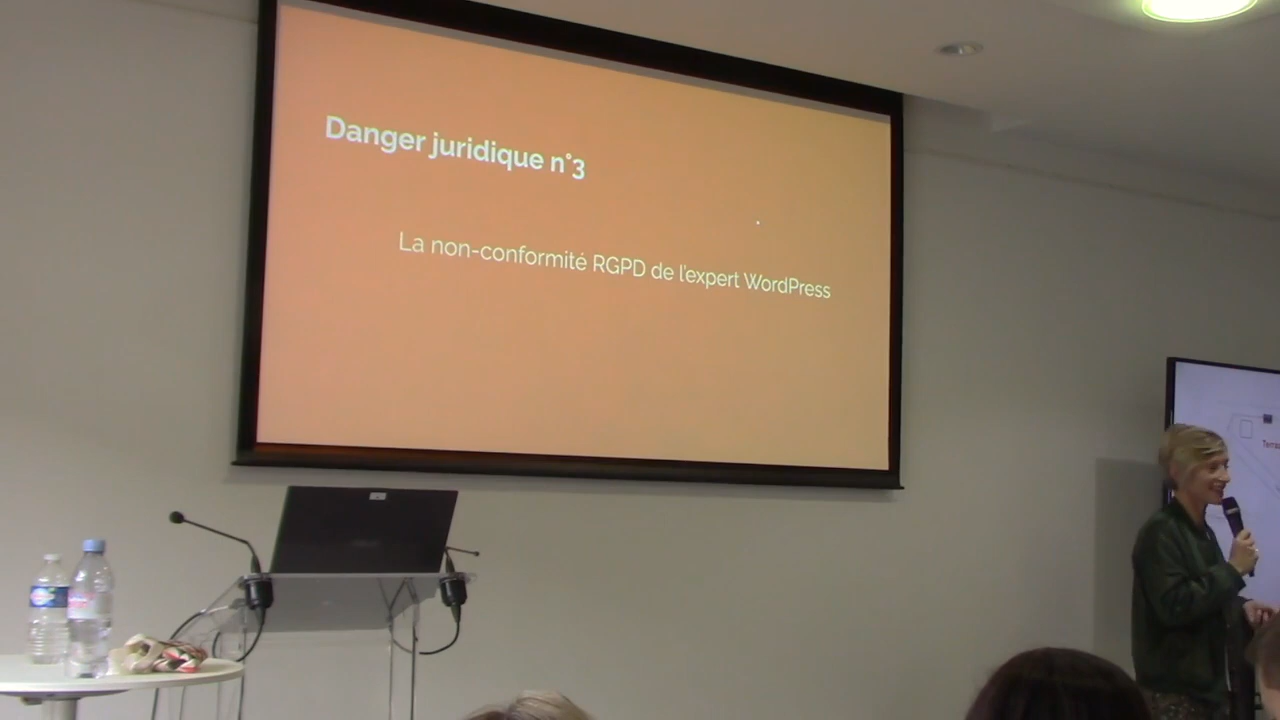 Danger juridique n°3
La non-conformité RGPD de l'expert WordPress